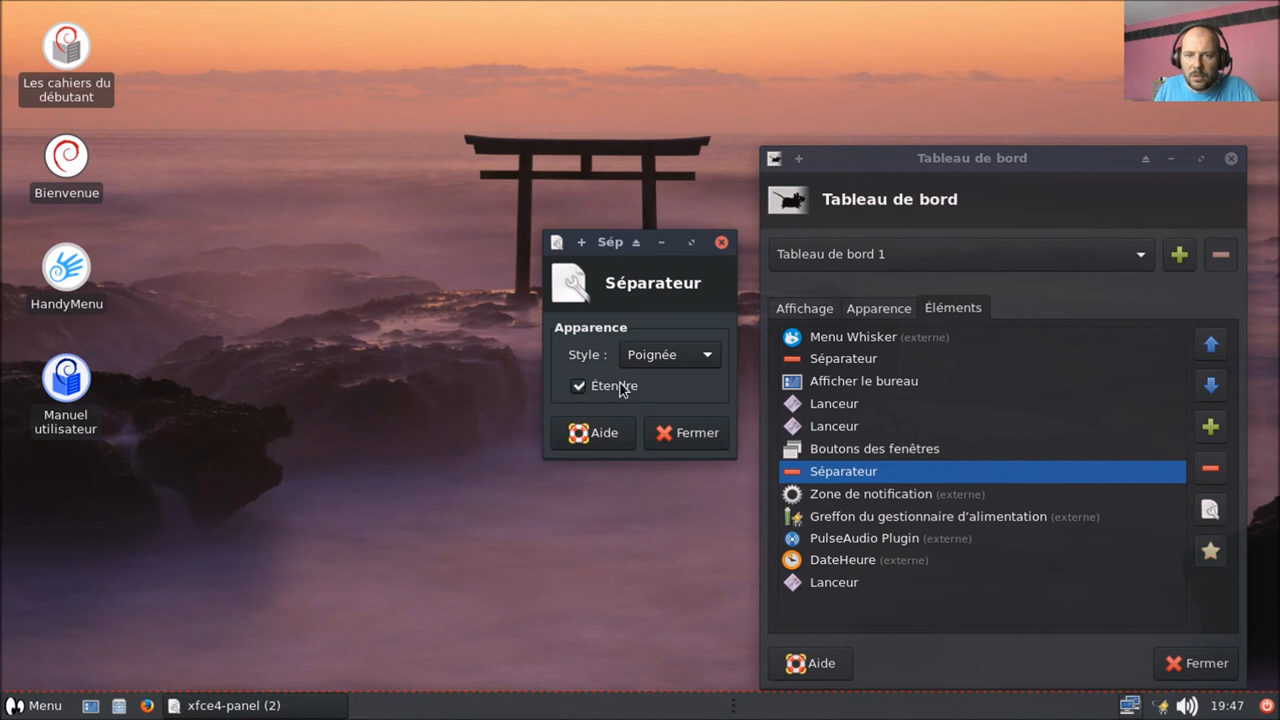 Les cahiers du
débutant
Bienvenue
HandyMenu
Manuel
utilisateur
Sép
Séparateur
Apparence
Style :
Poignée
Étendre
Aide
Fermer
Tableau de bord
Tableau de bord
Tableau de bord 1
Affichage
Apparence
Éléments
Menu Whisker (externe)
Séparateur
Afficher le bureau
Lanceur
Lanceur
Boutons des fenêtres
Séparateur
Zone de notification (externe)
Greffon du gestionnaire d’alimentation (externe)
PulseAudio Plugin (externe)
DateHeure (externe)
Lanceur
Aide
Fermer
Menu
xfce4-panel (2)
19:47